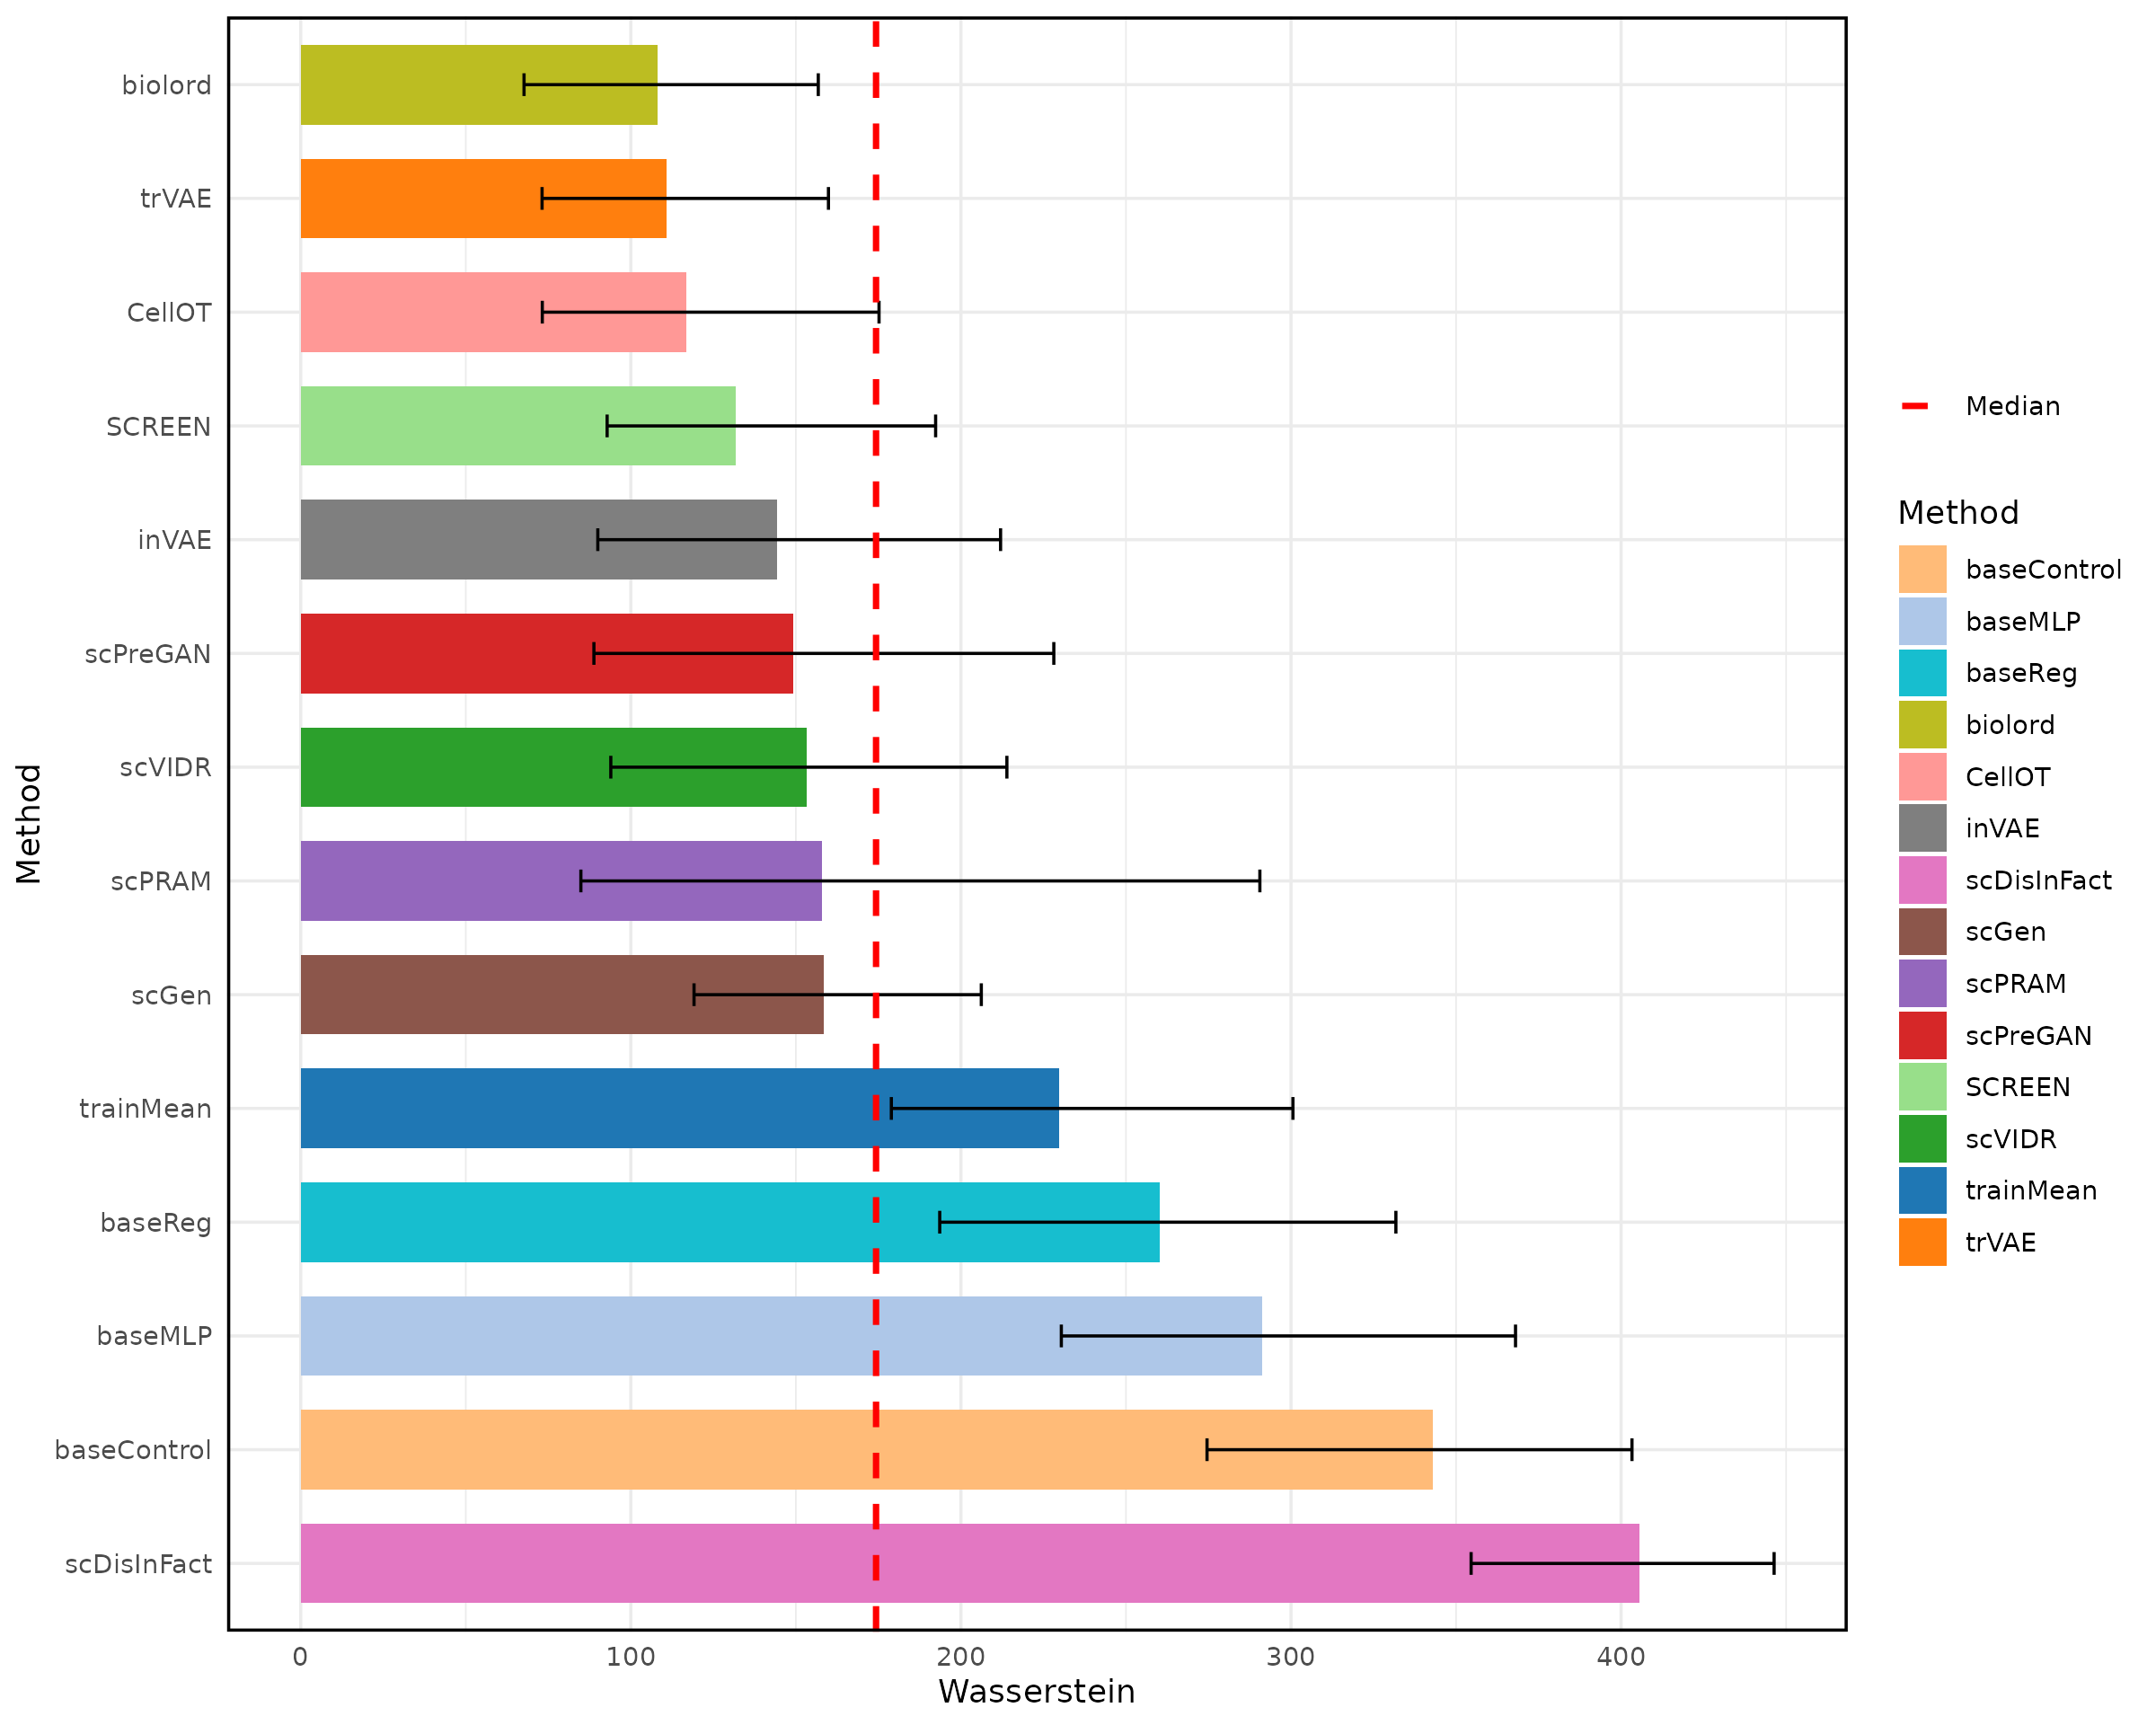 biolord
trVAE
CellOT
SCREEN
inVAE
scPreGAN
scVIDR
scPRAM
scGen
trainMean
baseReg
baseMLP
baseControl
scDisInFact
Method
0 100 200 300 400
Wasserstein
Median
Method
baseControl
baseMLP
baseReg
biolord
CellOT
inVAE
scDisInFact
scGen
scPRAM
scPreGAN
SCREEN
scVIDR
trainMean
trVAE